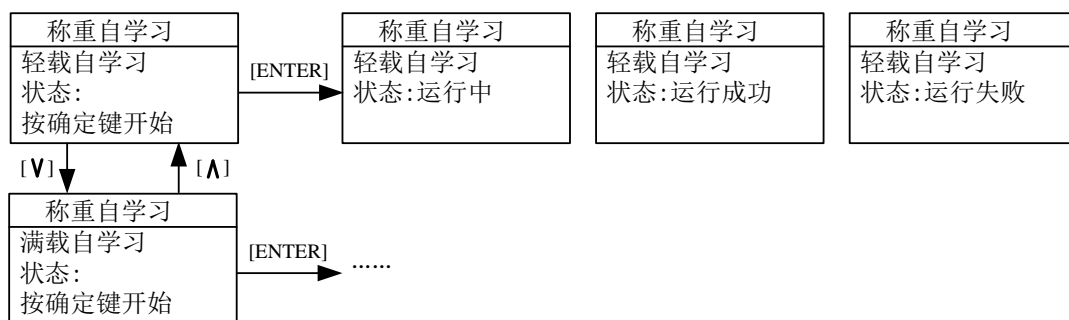 称重自学习
轻载自学习
状态:
按确定键开始
[ENTER]
称重自学习
轻载自学习
状态:运行中
称重自学习
轻载自学习
状态:运行成功
称重自学习
轻载自学习
状态:运行失败
[∨]
[∧]
称重自学习
满载自学习
状态:
按确定键开始
[ENTER]
……